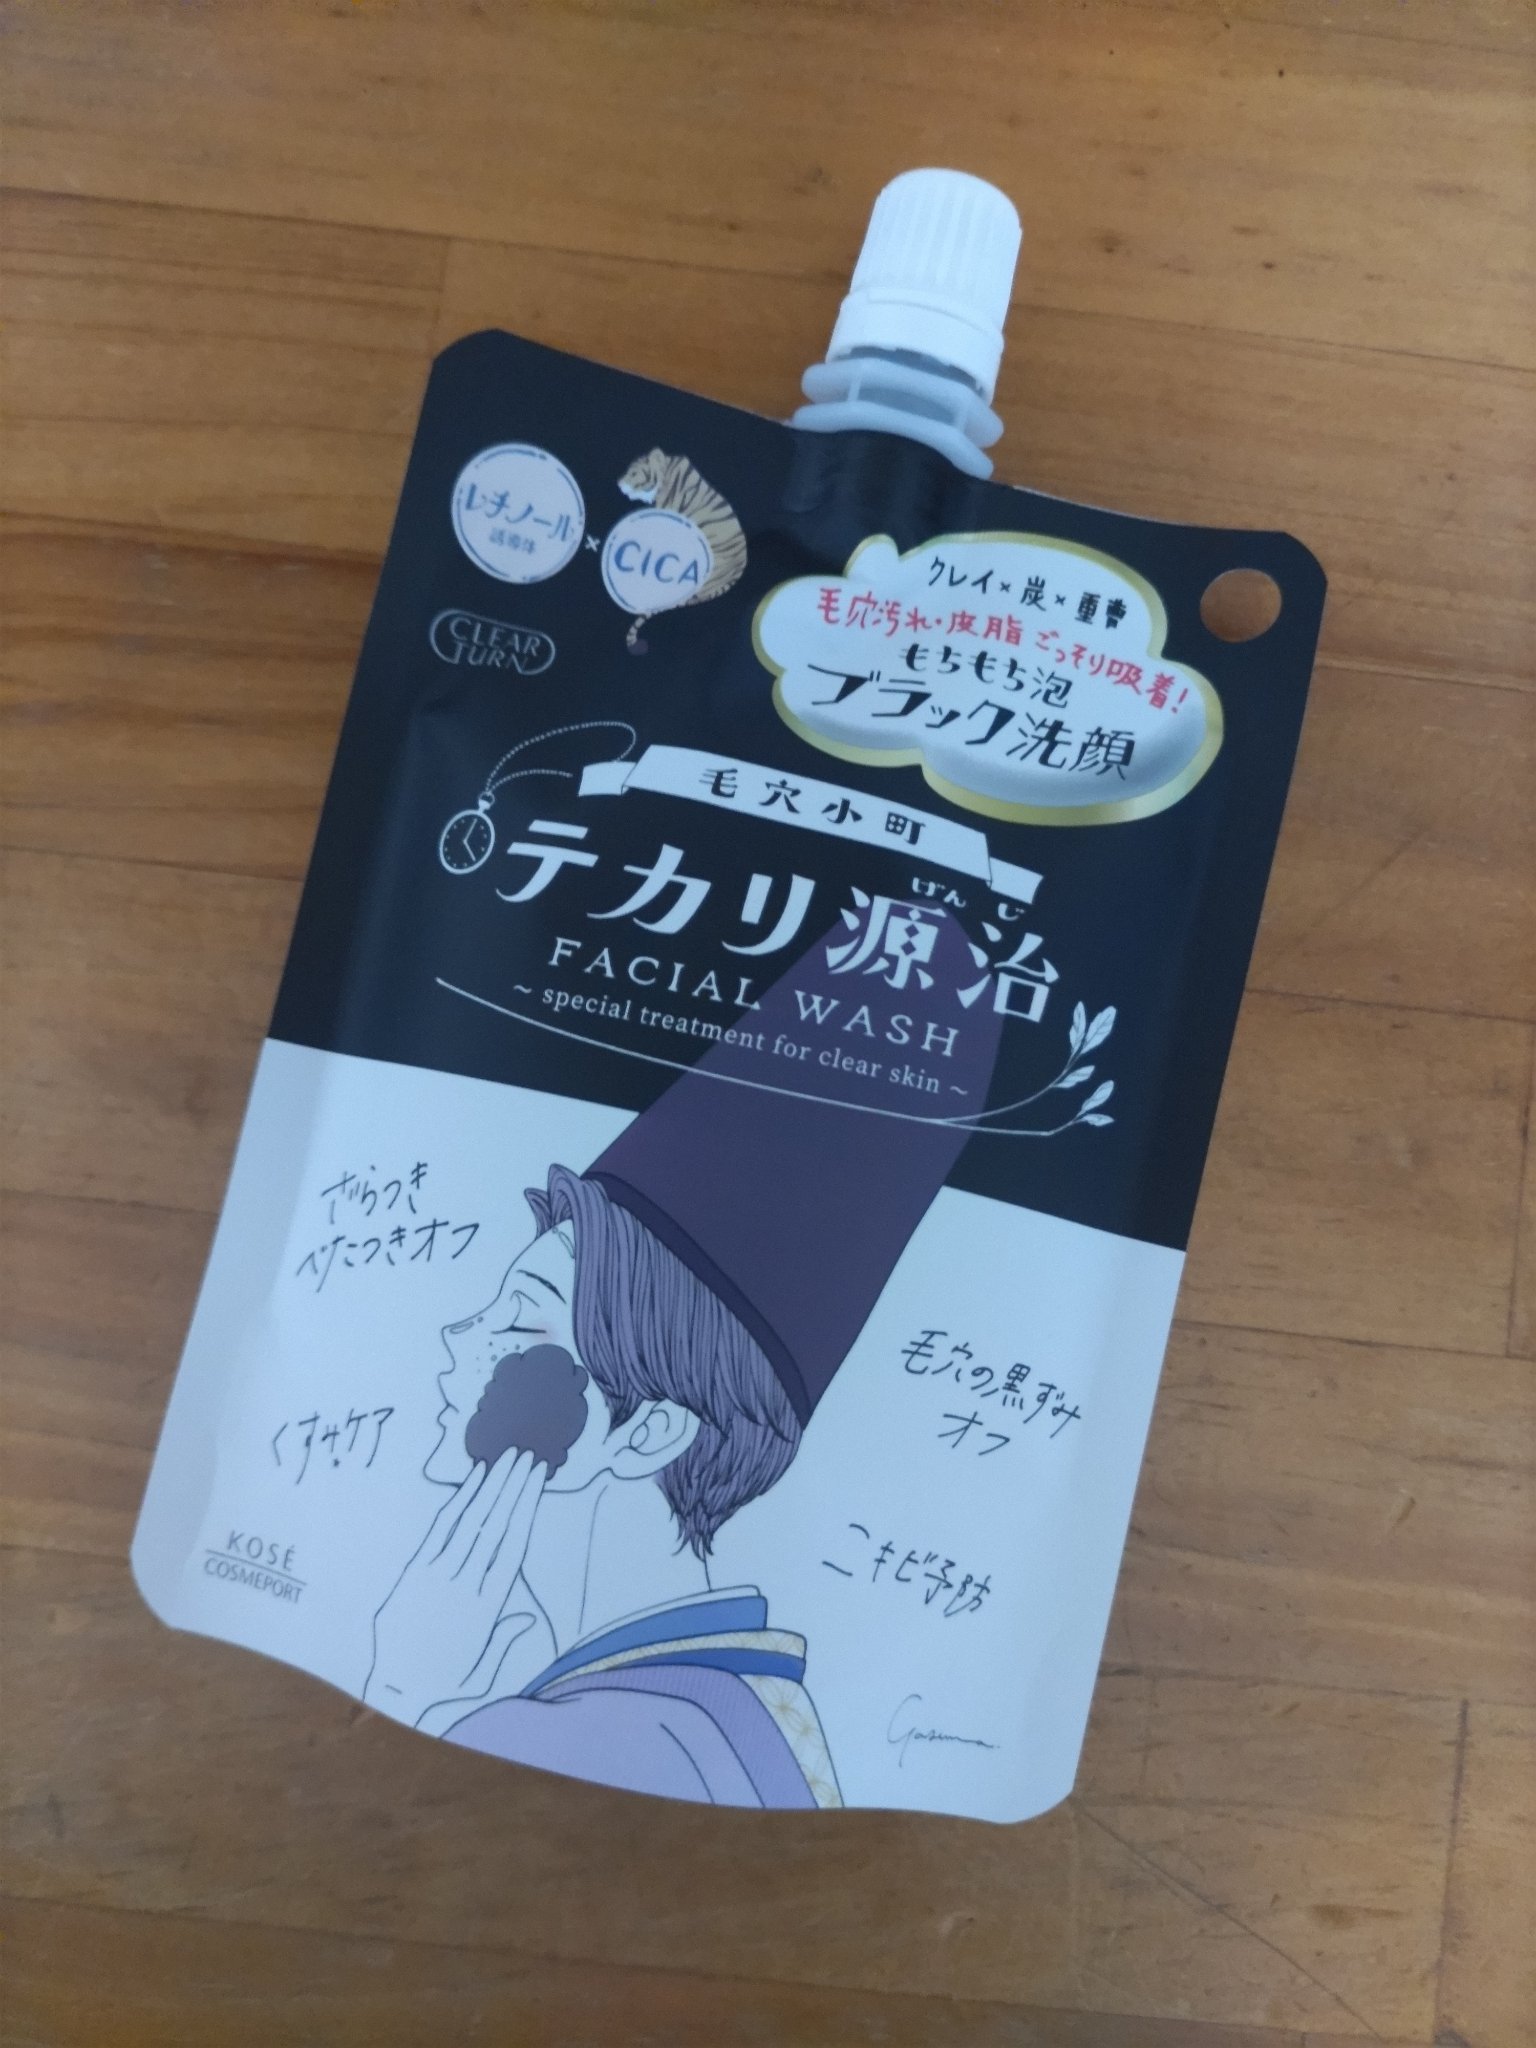 レチノール
誘導体
×
CICA
CLEAR
TURN
クレイ×炭×重曹
毛穴汚れ・皮脂ごっそり吸着!
もちもち泡
ブラック洗顔
毛穴小町
げんじ
テカリ源治
FACIAL WASH
~ special treatment for clear skin ~
ざらつき
べたつきオフ
くすみケア
毛穴の黒ずみ
オフ
ニキビ予防
KOSÉ
COSMEPORT